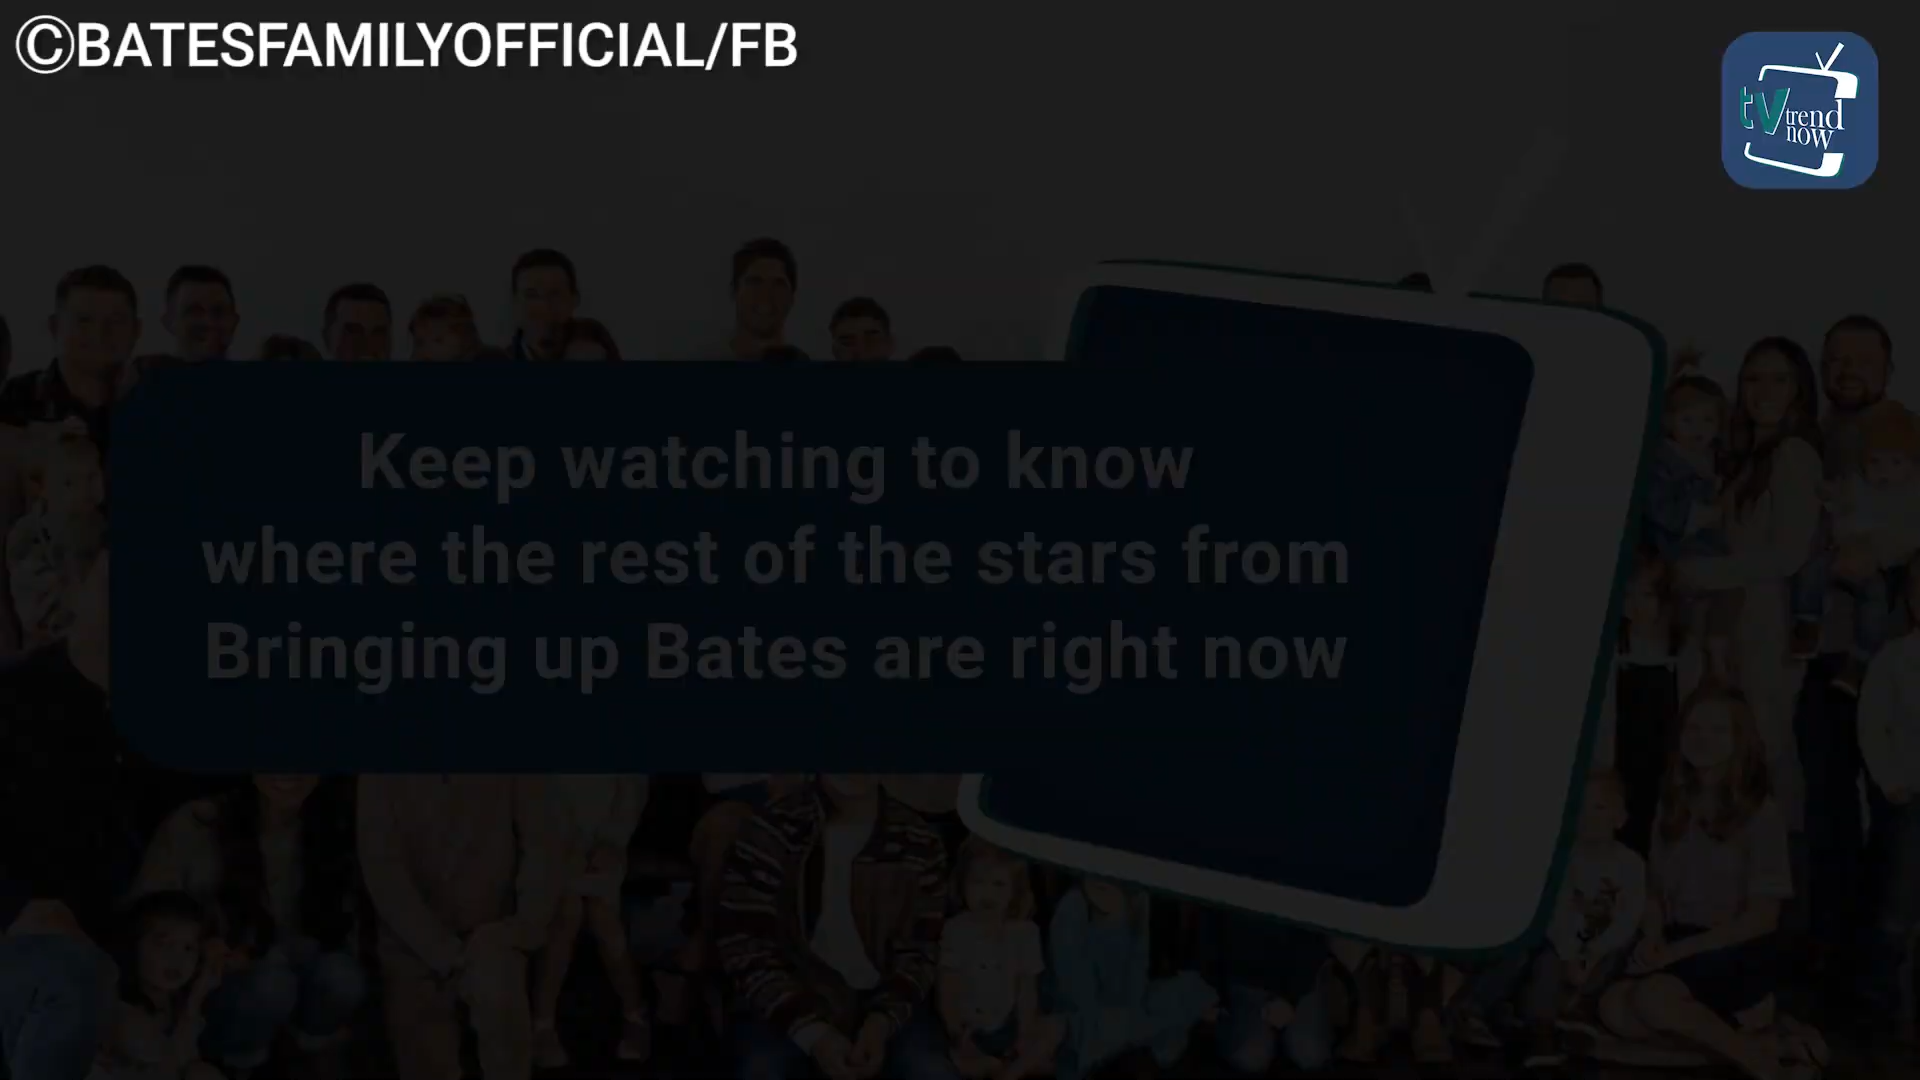 ©BATESFAMILYOFFICIAL/FB
tv trend
now
Keep watching to know
where the rest of the stars from
Bringing up Bates are right now